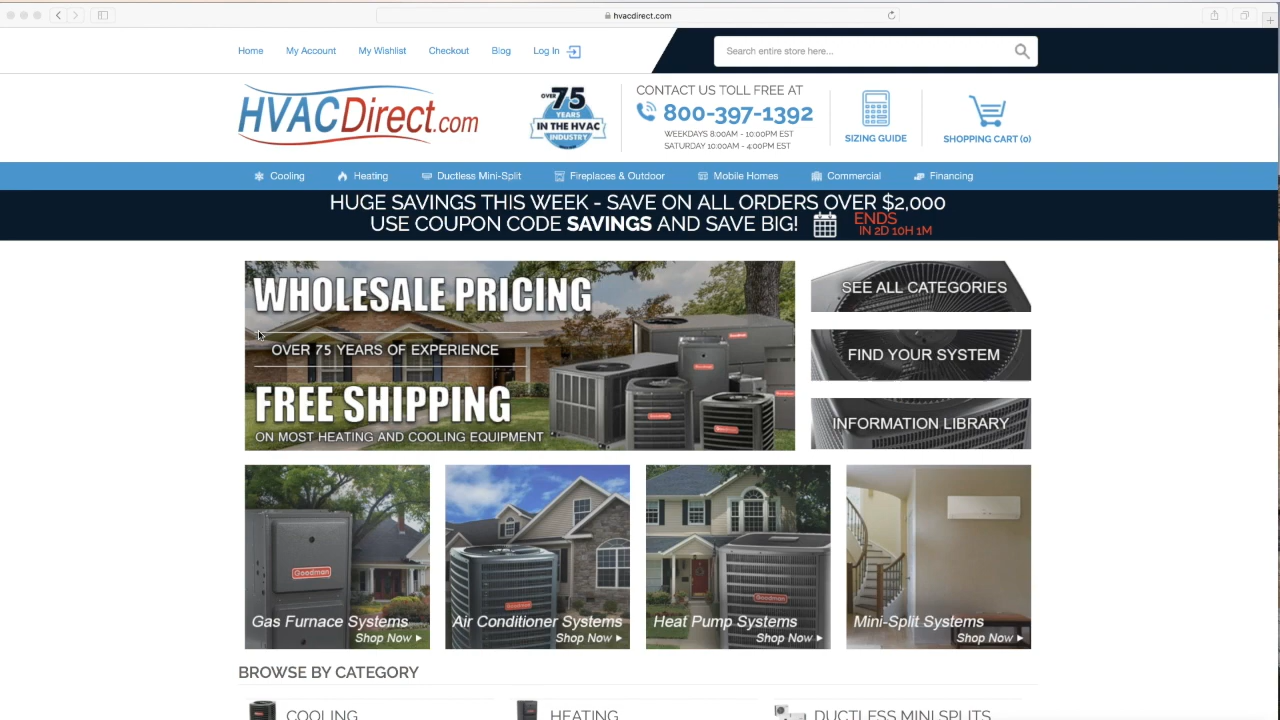 hvacdirect.com
Home My Account My Wishlist Checkout Blog Log In
Search entire store here...
HVACDirect.com
OVER 75 YEARS IN THE HVAC INDUSTRY
CONTACT US TOLL FREE AT
800-397-1392
WEEKDAYS 8:00AM - 10:00PM EST
SATURDAY 10:00AM - 4:00PM EST
SIZING GUIDE
SHOPPING CART (0)
Cooling Heating Ductless Mini-Split Fireplaces & Outdoor Mobile Homes Commercial Financing
HUGE SAVINGS THIS WEEK - SAVE ON ALL ORDERS OVER $2,000
USE COUPON CODE SAVINGS AND SAVE BIG!
ENDS
IN 2D 10H 1M
WHOLESALE PRICING
OVER 75 YEARS OF EXPERIENCE
FREE SHIPPING
ON MOST HEATING AND COOLING EQUIPMENT
SEE ALL CATEGORIES
FIND YOUR SYSTEM
INFORMATION LIBRARY
Goodman
Gas Furnace Systems
Shop Now
Goodman
Air Conditioner Systems
Shop Now
Goodman
Heat Pump Systems
Shop Now
Mini-Split Systems
Shop Now
BROWSE BY CATEGORY
COOLING
HEATING
DUCTLESS MINI SPLITS